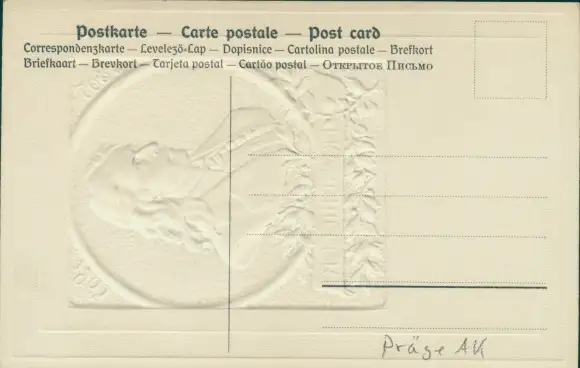 Postkarte — Carte postale — Post card
Correspondenzkarte — Levelezö-Lap — Dopisnice — Cartolina postale — Brefkort
Briefkaart — Brevkort — Tarjeta postal — Cartão postal — Открытое Письмо
Präge AK